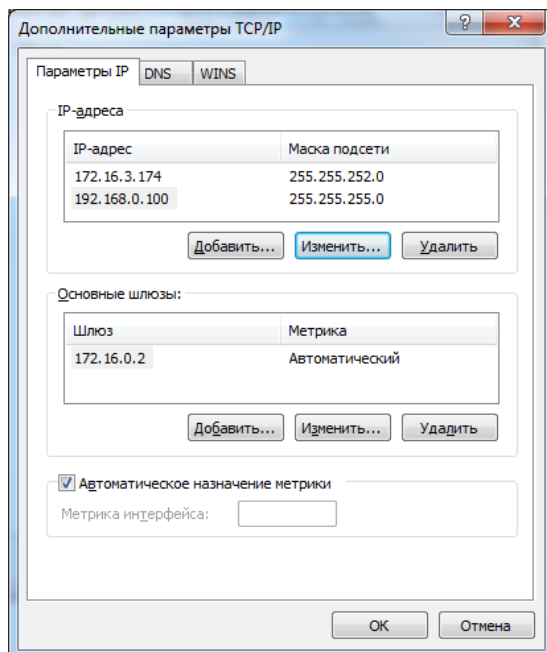 Дополнительные параметры TCP/IP
Параметры IP DNS WINS
IP-адреса
IP-адрес Маска подсети
172.16.3.174 255.255.252.0
192.168.0.100 255.255.255.0
Добавить... Изменить... Удалить
Основные шлюзы:
Шлюз Метрика
172.16.0.2 Автоматический
Добавить... Изменить... Удалить
Автоматическое назначение метрики
Метрика интерфейса:
ОК Отмена